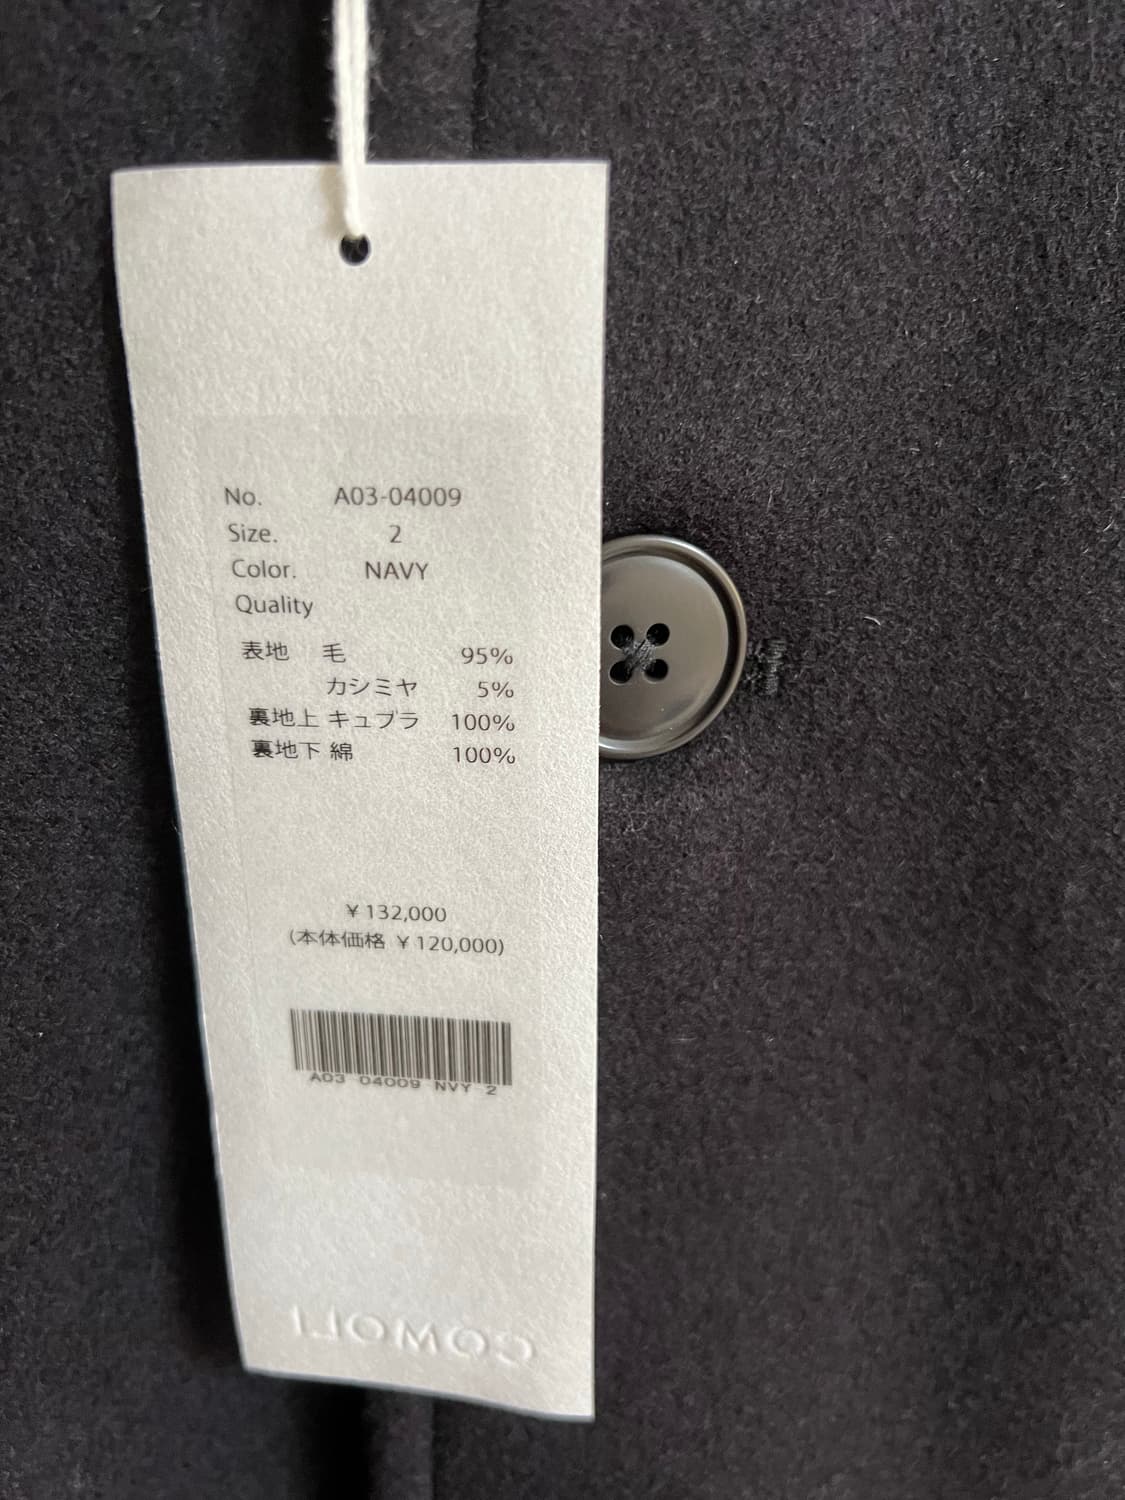 No. A03-04009
Size. 2
Color. NAVY
Quality
表地 毛 95%
カシミヤ 5%
裏地上 キュプラ 100%
裏地下 綿 100%
¥132,000
(本体価格 ¥120,000)
A03-04009-NVY-2
COMOLI